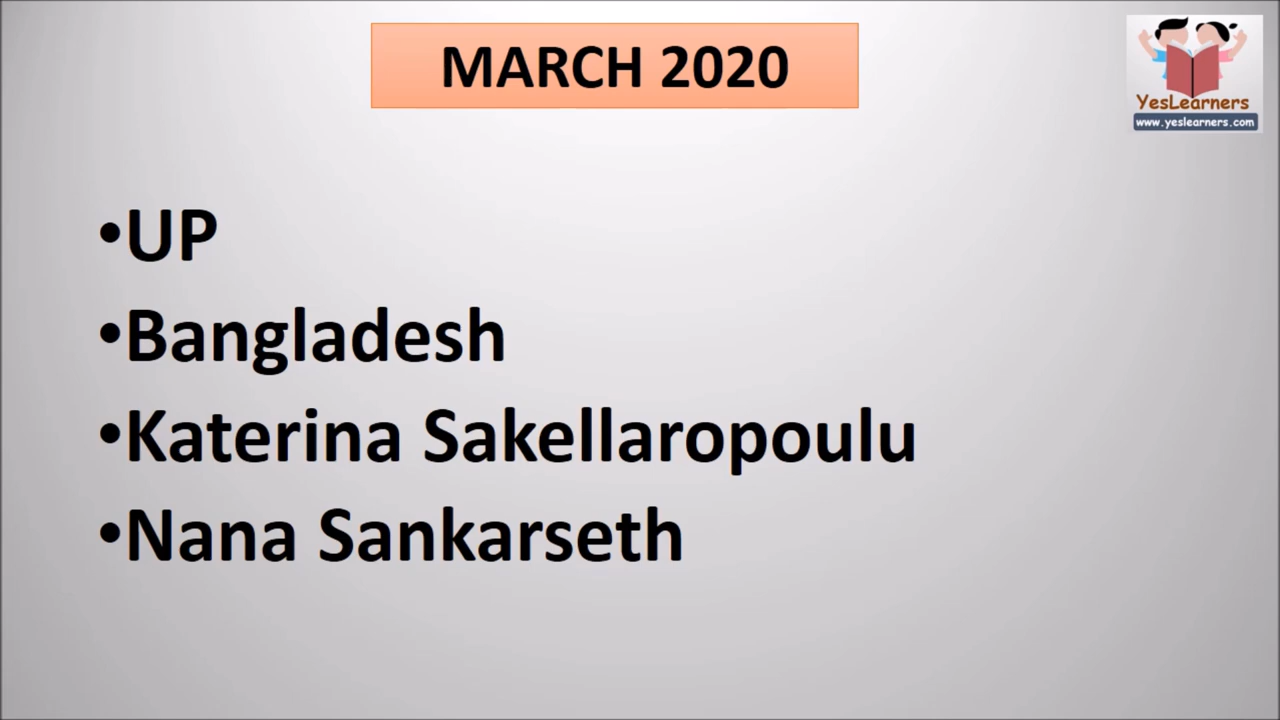 MARCH 2020
YesLearners
www.yeslearners.com
•UP
•Bangladesh
•Katerina Sakellaropoulu
•Nana Sankarseth